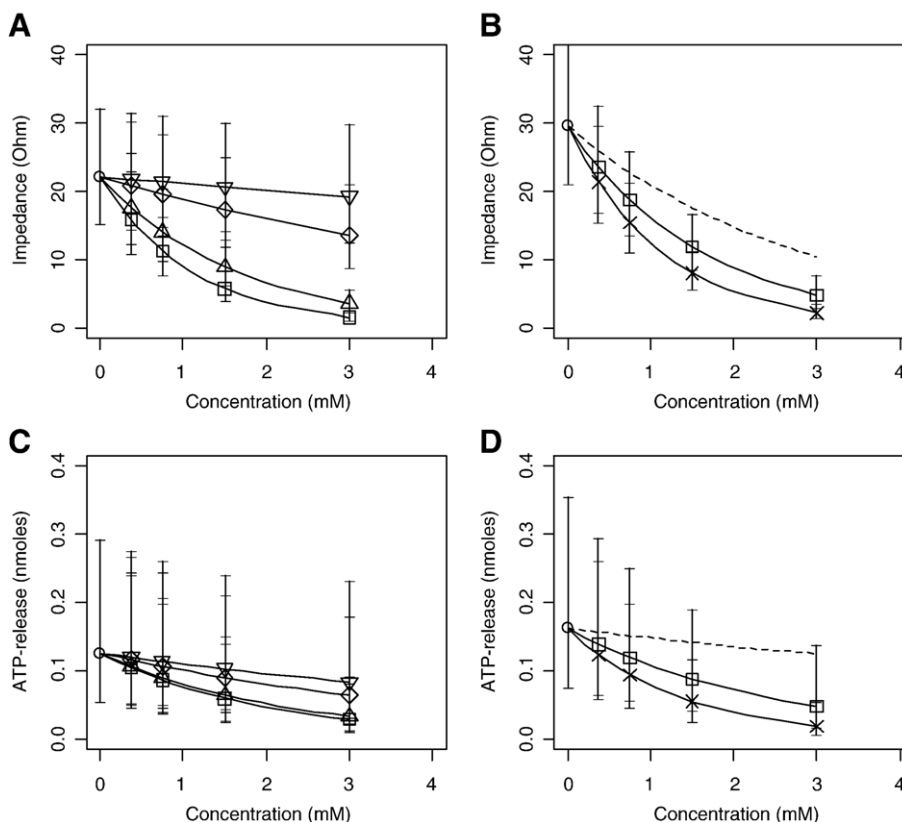 A
B
40
30
20
10
0
Impedance (Ohm)
0 1 2 3 4
Concentration (mM)
40
30
20
10
0
Impedance (Ohm)
0 1 2 3 4
Concentration (mM)
C
D
0.4
0.3
0.2
0.1
0.0
ATP-release (nmoles)
0 1 2 3 4
Concentration (mM)
0.4
0.3
0.2
0.1
0.0
ATP-release (nmoles)
0 1 2 3 4
Concentration (mM)